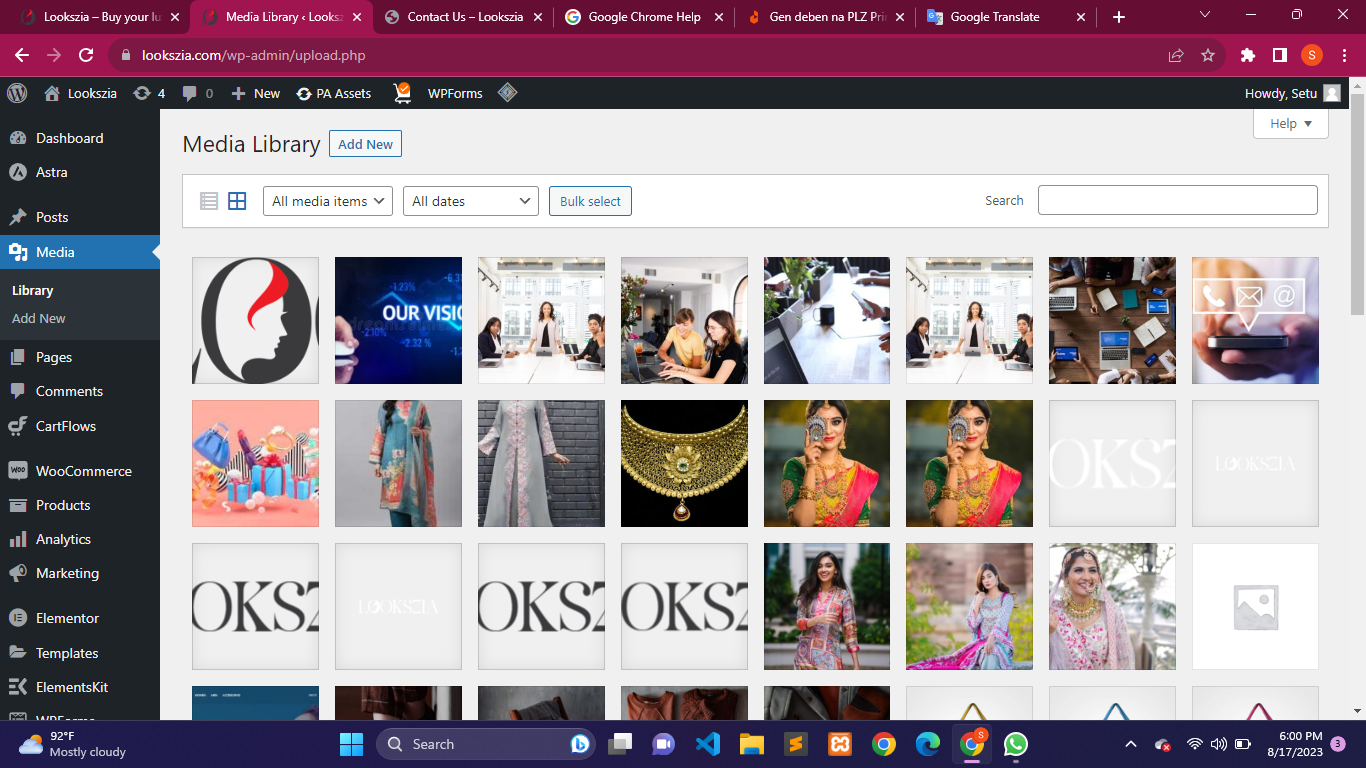 Lookszia – Buy your lu
Media Library ‹ Looksz
Contact Us – Lookszia
Google Chrome Help
Gen deben na PLZ Pri
Google Translate
lookszia.com/wp-admin/upload.php
S
Lookszia
4
0
New
PA Assets
WPForms
Howdy, Setu
Dashboard
Astra
Posts
Media
Library
Add New
Pages
Comments
CartFlows
WooCommerce
Products
Analytics
Marketing
Elementor
Templates
ElementsKit
WPForms
Help
Media Library
Add New
All media items
All dates
Bulk select
Search
-1.23%
OUR VISIO
-2.32 %
@
OKSZ
LOOKSZIA
OKSZ
LOOKSZIA
OKSZ
OKSZ
92°F
Mostly cloudy
Search
S
6:00 PM
8/17/2023
3